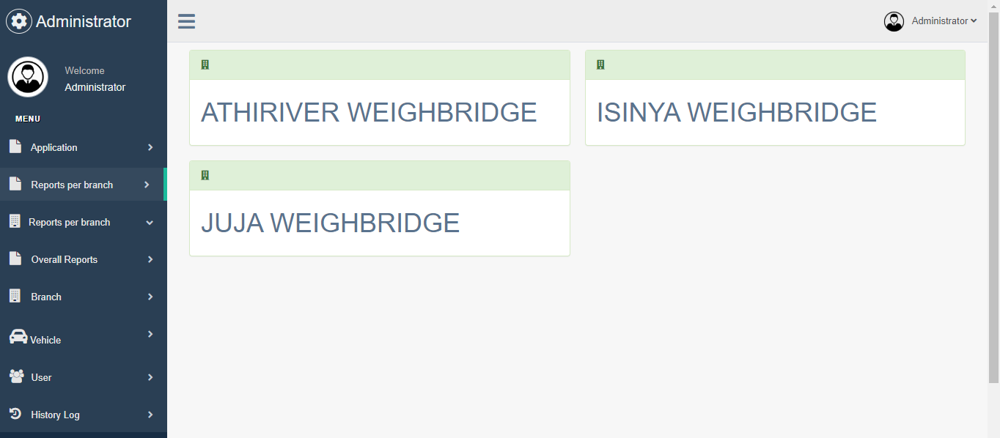 Administrator
Welcome
Administrator
MENU
Application
Reports per branch
Reports per branch
Overall Reports
Branch
Vehicle
User
History Log
Administrator
ATHIRIVER WEIGHBRIDGE
ISINYA WEIGHBRIDGE
JUJA WEIGHBRIDGE